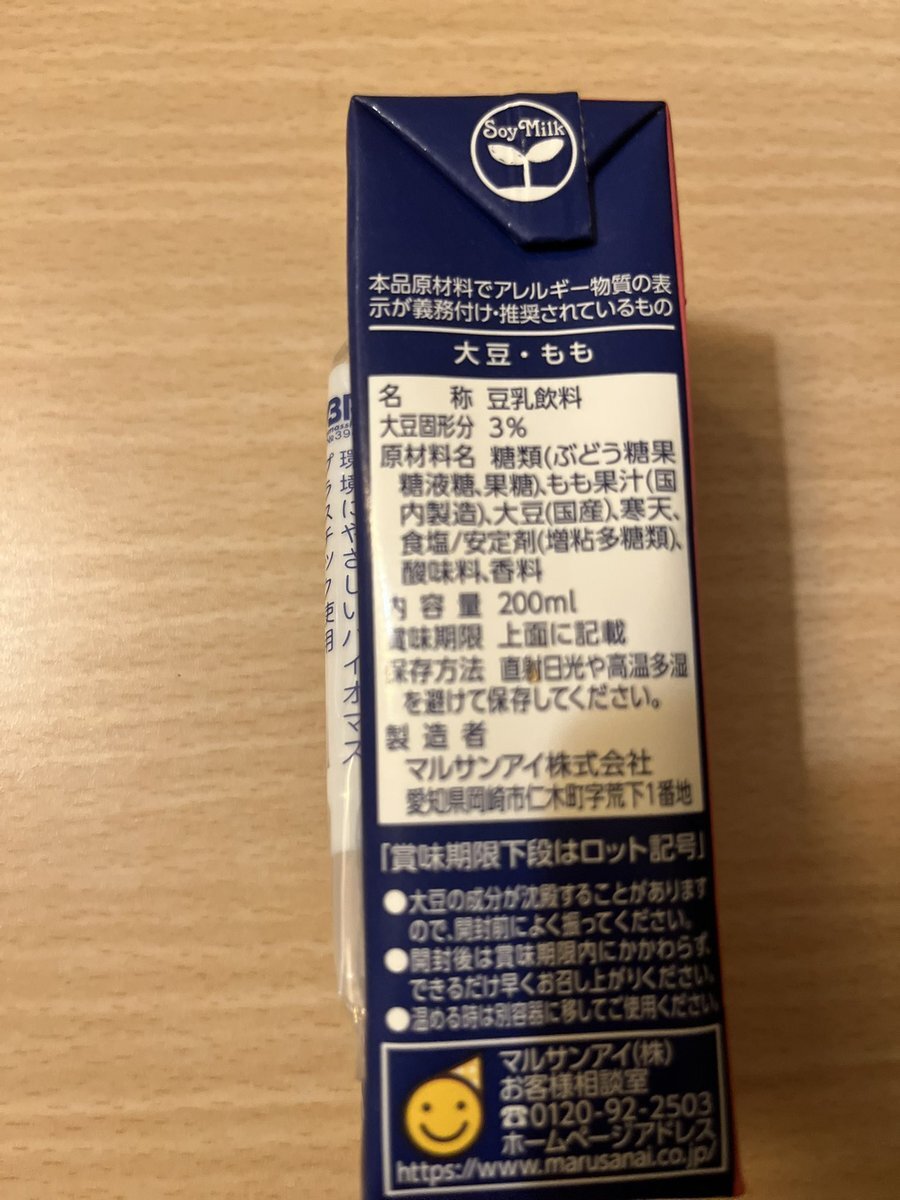 Soy Milk
本品原材料でアレルギー物質の表
示が義務付け・推奨されているもの
大豆・もも
名 称 豆乳飲料
大豆固形分 3%
原材料名 糖類(ぶどう糖果
糖液糖、果糖)、もも果汁(国
内製造)、大豆(国産)、寒天、
食塩/安定剤(増粘多糖類)、
酸味料、香料
内容量 200ml
賞味期限 上面に記載
保存方法 直射日光や高温多湿
を避けて保存してください。
製造者
マルサンアイ株式会社
愛知県岡崎市仁木町字荒下1番地
「賞味期限下段はロット記号」
●大豆の成分が沈殿することがあります
ので、開封前によく振ってください。
●開封後は賞味期限内にかかわらず、
できるだけ早くお召し上がりください。
●温める時は別容器に移してご使用ください。
マルサンアイ(株)
お客様相談室
☎0120-92-2503
ホームページアドレス
https://www.marusanai.co.jp/
環境にやさしいバイオマス
プラスチック使用